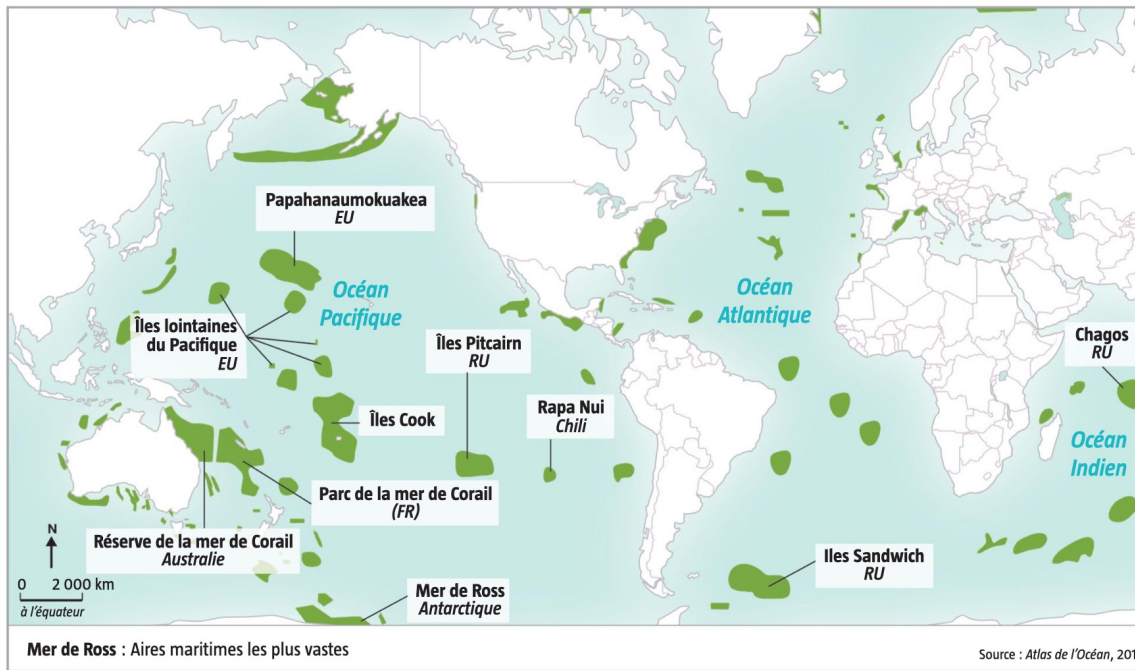 Papahanaumokuakea
EU
Océan
Pacifique
Océan
Atlantique
Îles lointaines
du Pacifique
EU
Îles Pitcairn
RU
Chagos
RU
Îles Cook
Rapa Nui
Chili
Océan
Indien
Parc de la mer de Corail
(FR)
N
Réserve de la mer de Corail
Australie
Iles Sandwich
RU
0 2 000 km
à l'équateur
Mer de Ross
Antarctique
Mer de Ross : Aires maritimes les plus vastes
Source : Atlas de l'Océan,